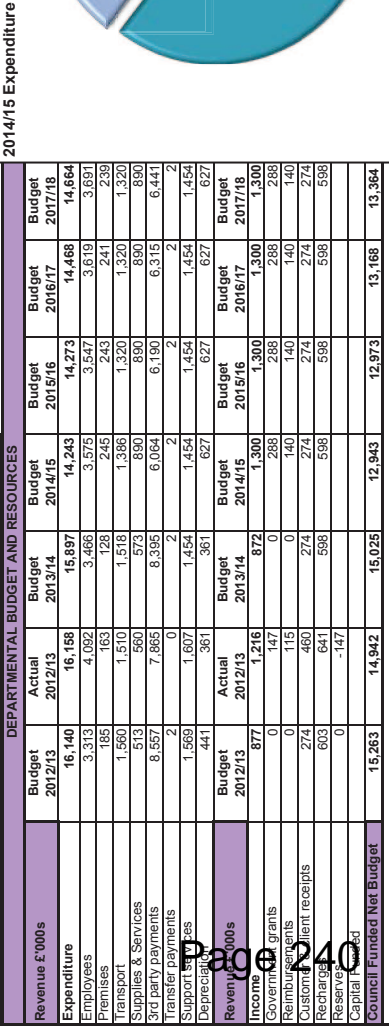 2014/15 Expenditure
DEPARTMENTAL BUDGET AND RESOURCES
Revenue £'000s Budget 2012/13 Actual 2012/13 Budget 2013/14 Budget 2014/15 Budget 2015/16 Budget 2016/17 Budget 2017/18
Expenditure 16,140 16,158 15,897 14,243 14,273 14,468 14,664
Employees 3,313 4,092 3,466 3,575 3,547 3,619 3,691
Premises 185 163 128 245 243 241 239
Transport 1,560 1,510 1,518 1,386 1,320 1,320 1,320
Supplies & Services 513 560 573 890 890 890 890
3rd party payments 8,557 7,865 8,395 6,064 6,190 6,315 6,441
Transfer payments 2 0 2 2 2 2 2
Support services 1,569 1,607 1,454 1,454 1,454 1,454 1,454
Depreciation 441 361 361 627 627 627 627
Revenue £'000s Budget 2012/13 Actual 2012/13 Budget 2013/14 Budget 2014/15 Budget 2015/16 Budget 2016/17 Budget 2017/18
Income 877 1,216 872 1,300 1,300 1,300 1,300
Government grants 0 147 0 288 288 288 288
Reimbursements 0 115 0 140 140 140 140
Customer & client receipts 274 460 274 274 274 274 274
Recharges 603 641 598 598 598 598 598
Reserves 0 -147
Capital Funded
Council Funded Net Budget 15,263 14,942 15,025 12,943 12,973 13,168 13,364
Page 240